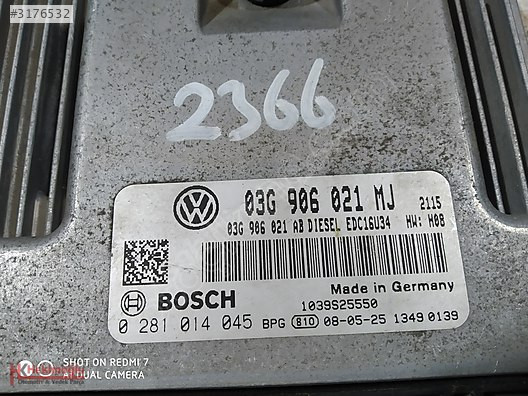 #3176532
2366
03G 906 021 MJ 2115
03G 906 021 AB DIESEL EDC16U34 HW: H08
Made in Germany
BOSCH 1039S25550
0 281 014 045 BPG 810 08-05-25 1349 0139
SHOT ON REDMI 7
AI DUAL CAMERA